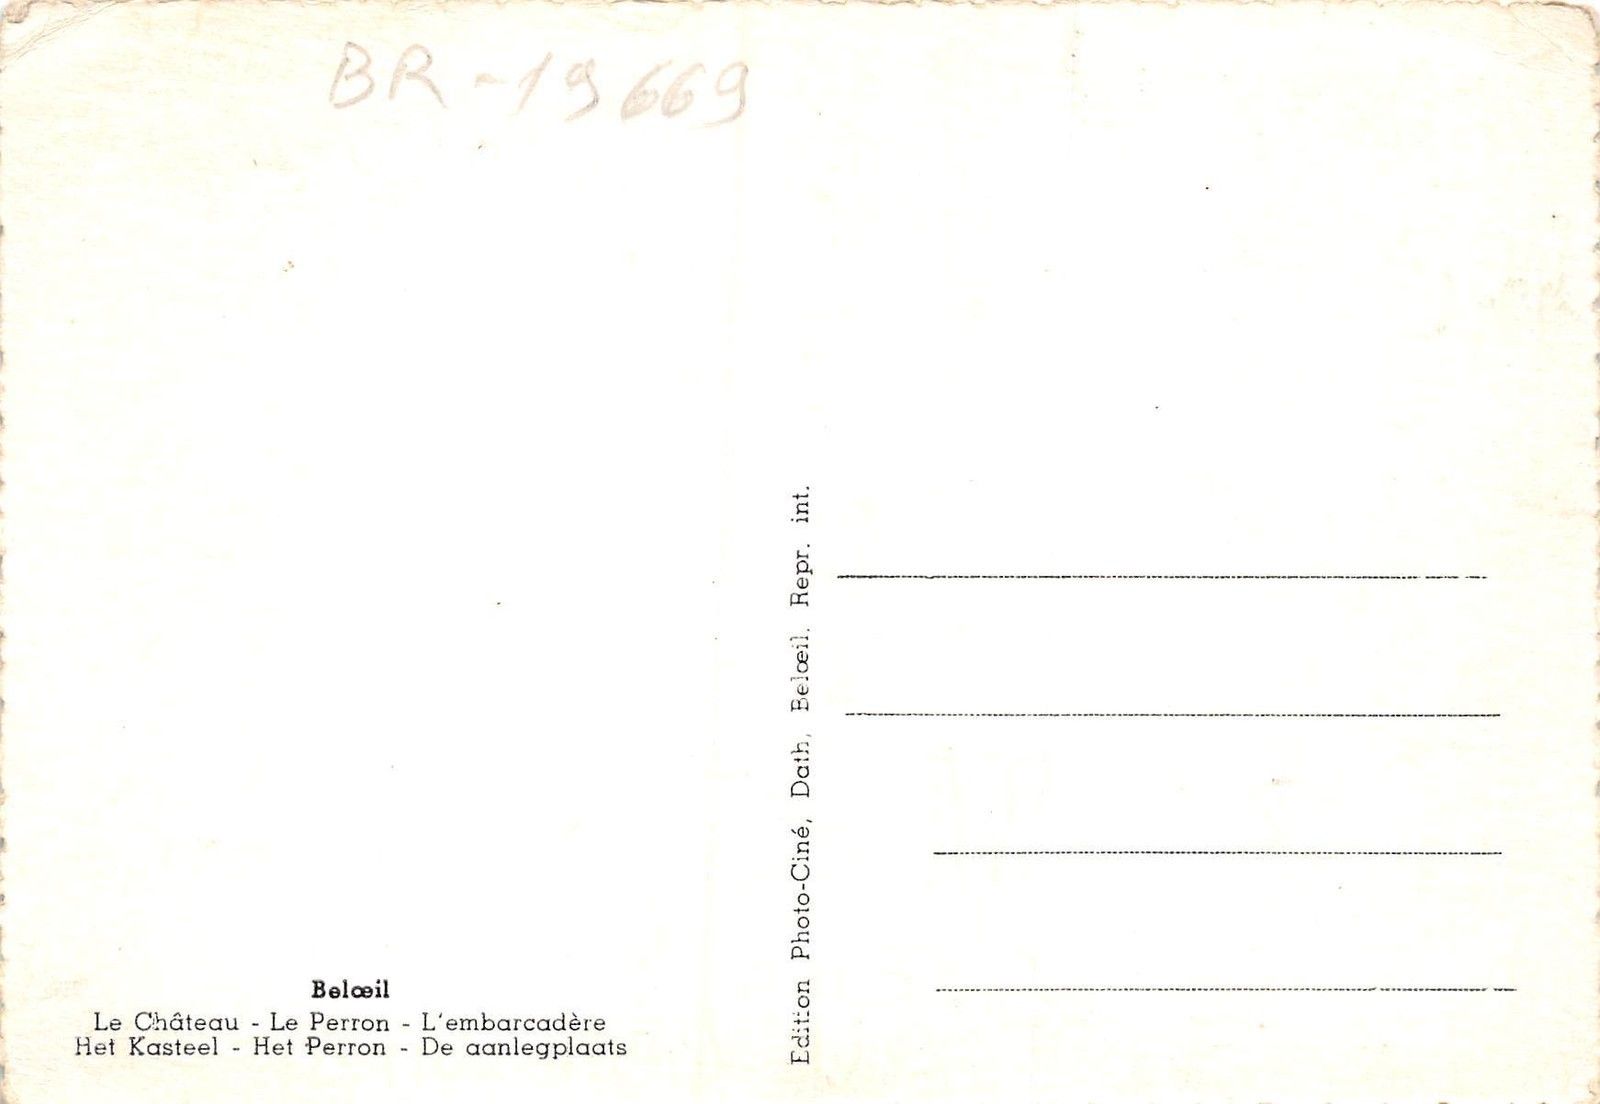 BR-19669
Belœil
Le Château - Le Perron - L'embarcadère
Het Kasteel - Het Perron - De aanlegplaats
Edition Photo-Ciné, Dath, Belœil. Repr. int.